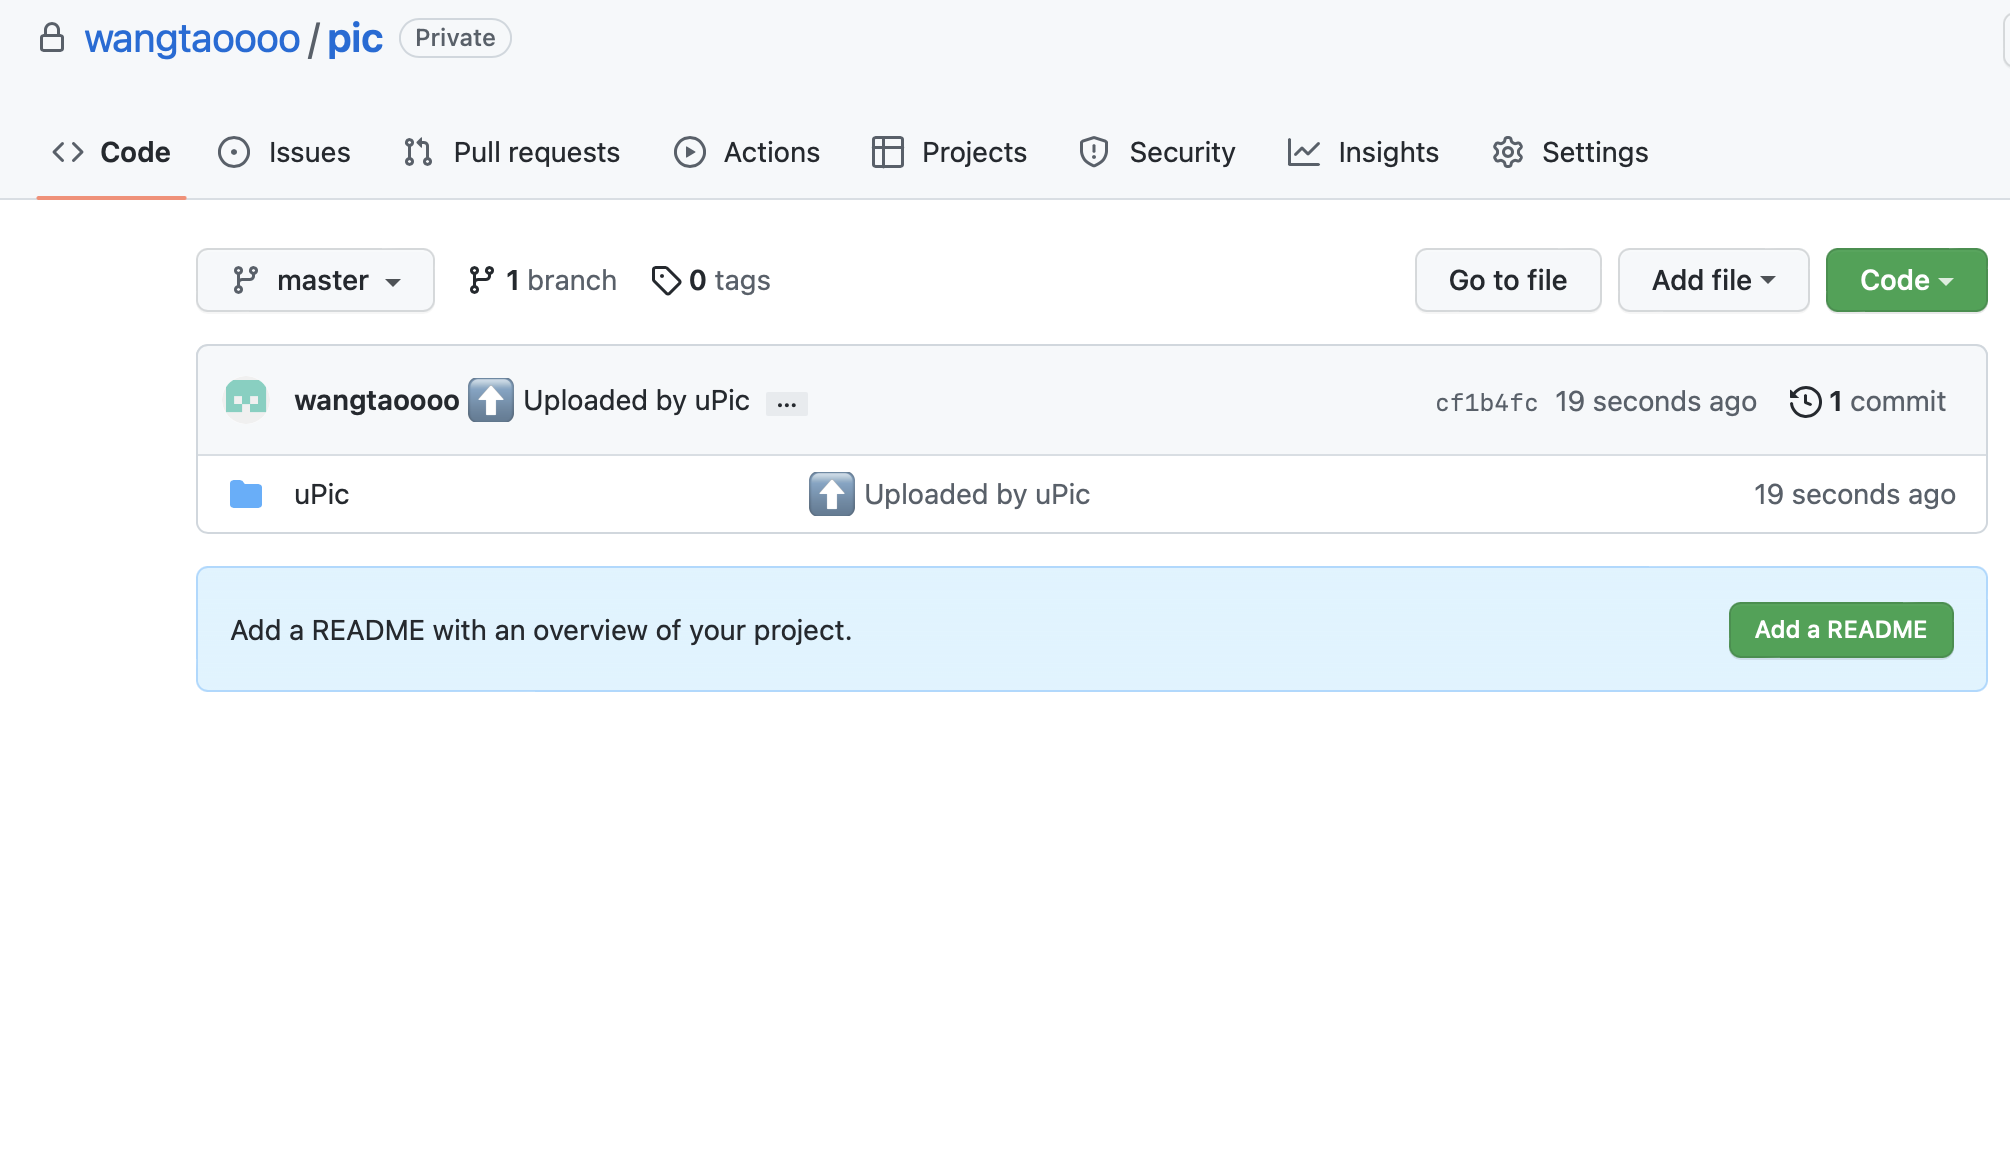 wangtaoooo / pic Private
Code Issues Pull requests Actions Projects Security Insights Settings
master 1 branch 0 tags Go to file Add file Code
wangtaoooo ⬆️ Uploaded by uPic ... cf1b4fc 19 seconds ago 1 commit
uPic ⬆️ Uploaded by uPic 19 seconds ago
Add a README with an overview of your project. Add a README